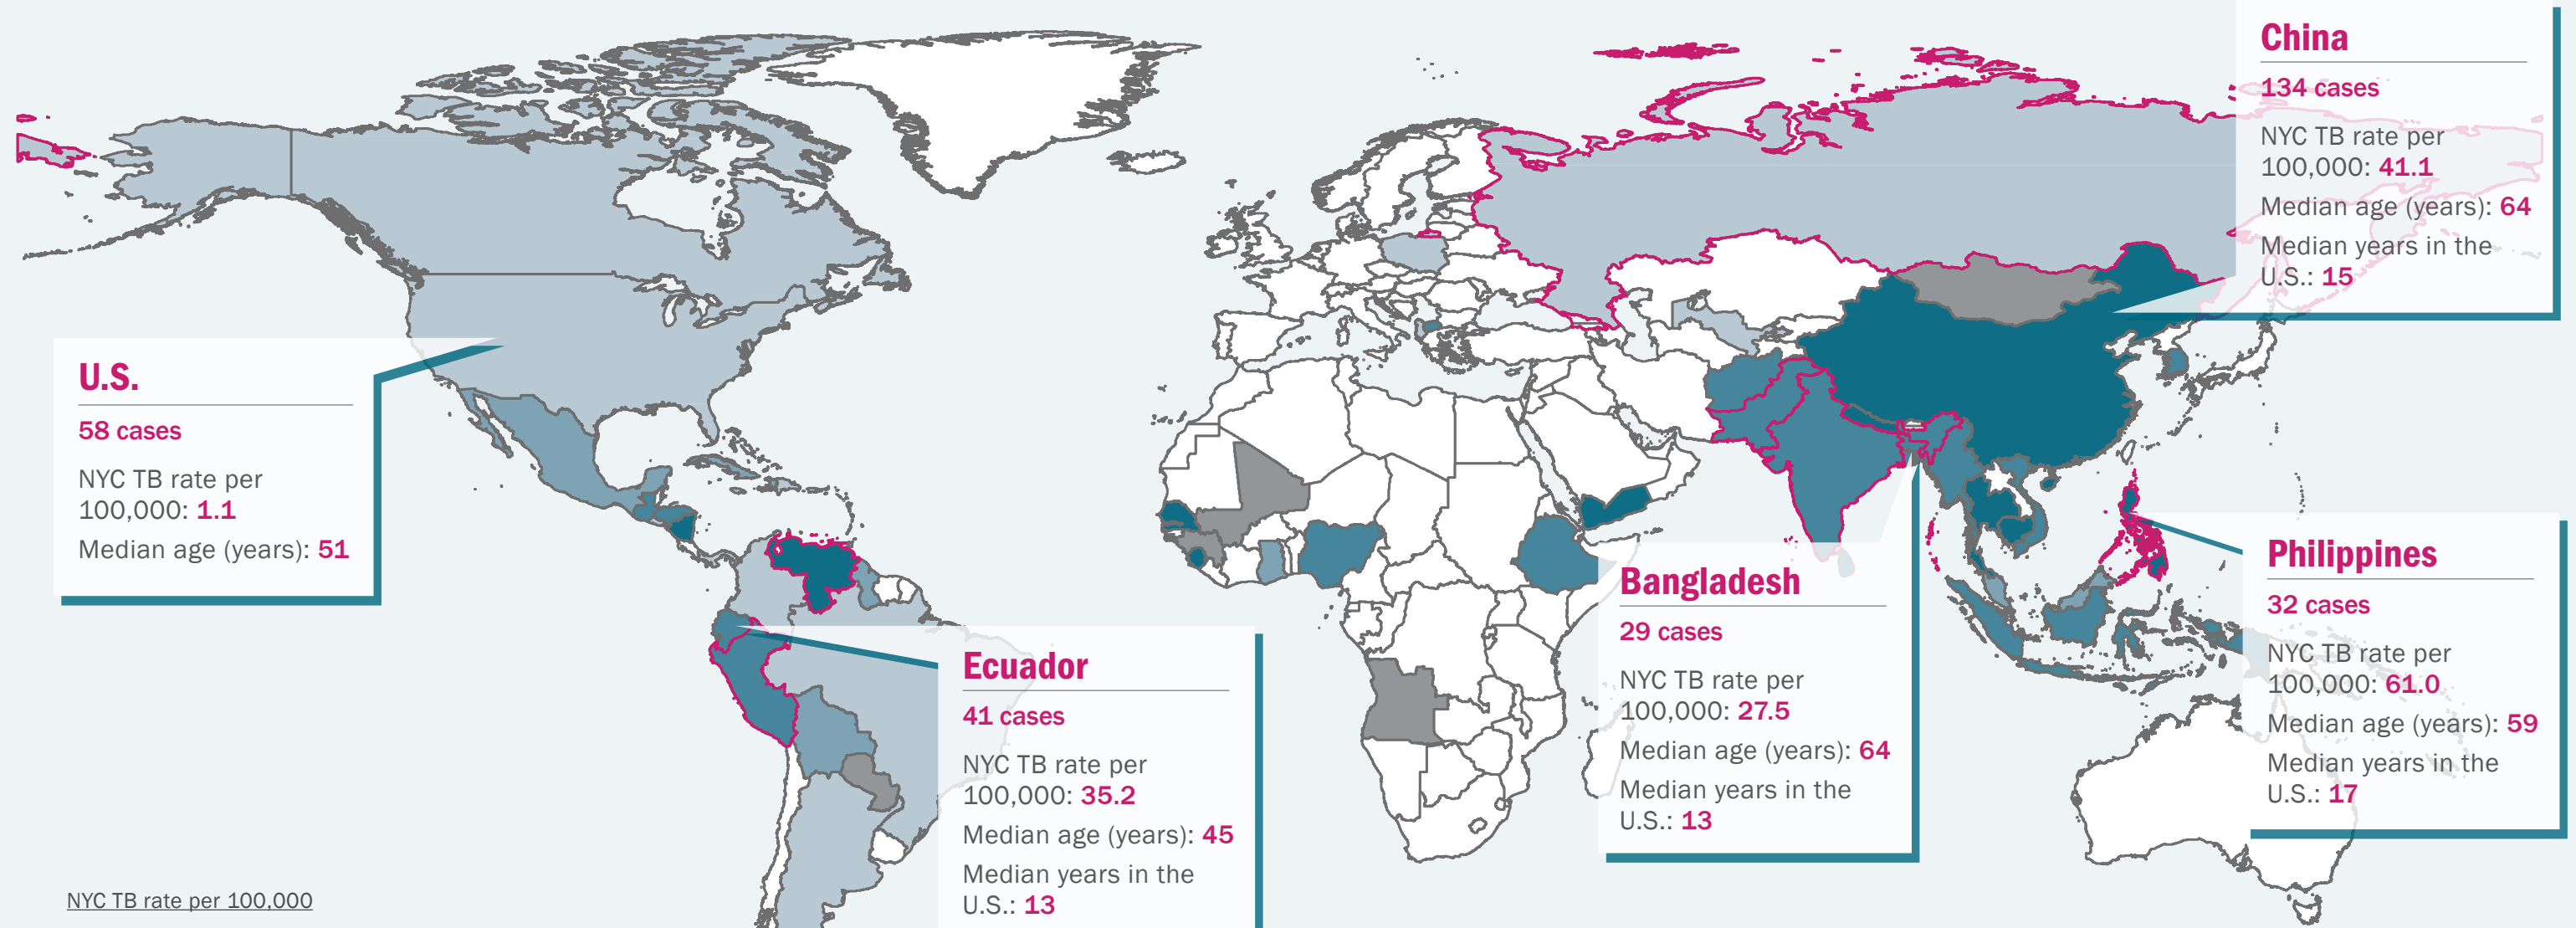 China
134 cases
NYC TB rate per
100,000: 41.1
Median age (years): 64
Median years in the
U.S.: 15
U.S.
58 cases
NYC TB rate per
100,000: 1.1
Median age (years): 51
Philippines
32 cases
NYC TB rate per
100,000: 61.0
Median age (years): 59
Median years in the
U.S.: 17
Bangladesh
29 cases
NYC TB rate per
100,000: 27.5
Median age (years): 64
Median years in the
U.S.: 13
Ecuador
41 cases
NYC TB rate per
100,000: 35.2
Median age (years): 45
Median years in the
U.S.: 13
NYC TB rate per 100,000